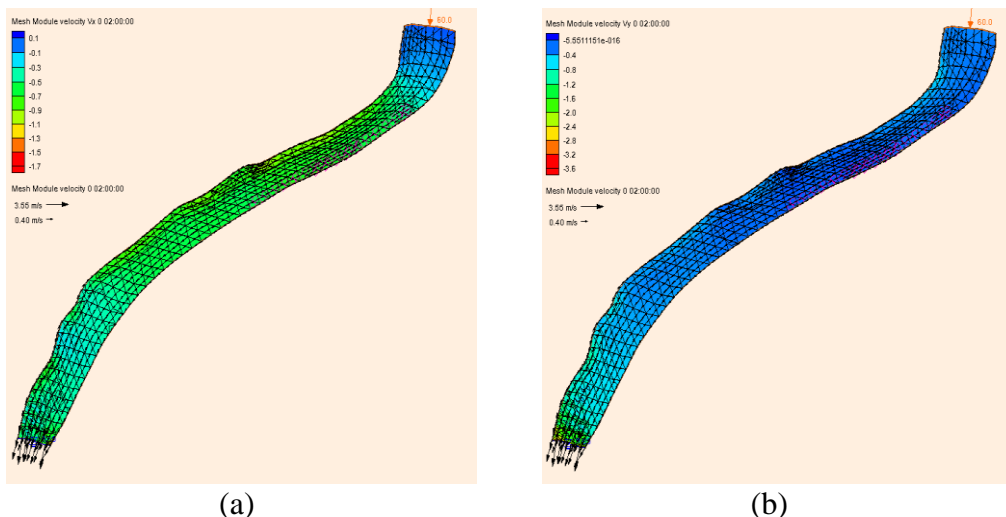 Mesh Module velocity Vx 0 02:00:00
0.1
-0.1
-0.3
-0.5
-0.7
-0.9
-1.1
-1.3
-1.5
-1.7
Mesh Module velocity 0 02:00:00
3.55 m/s
0.40 m/s
60.0
(a)
Mesh Module velocity Vy 0 02:00:00
-5.5511151e-016
-0.4
-0.8
-1.2
-1.6
-2.0
-2.4
-2.8
-3.2
-3.6
Mesh Module velocity 0 02:00:00
3.55 m/s
0.40 m/s
60.0
(b)